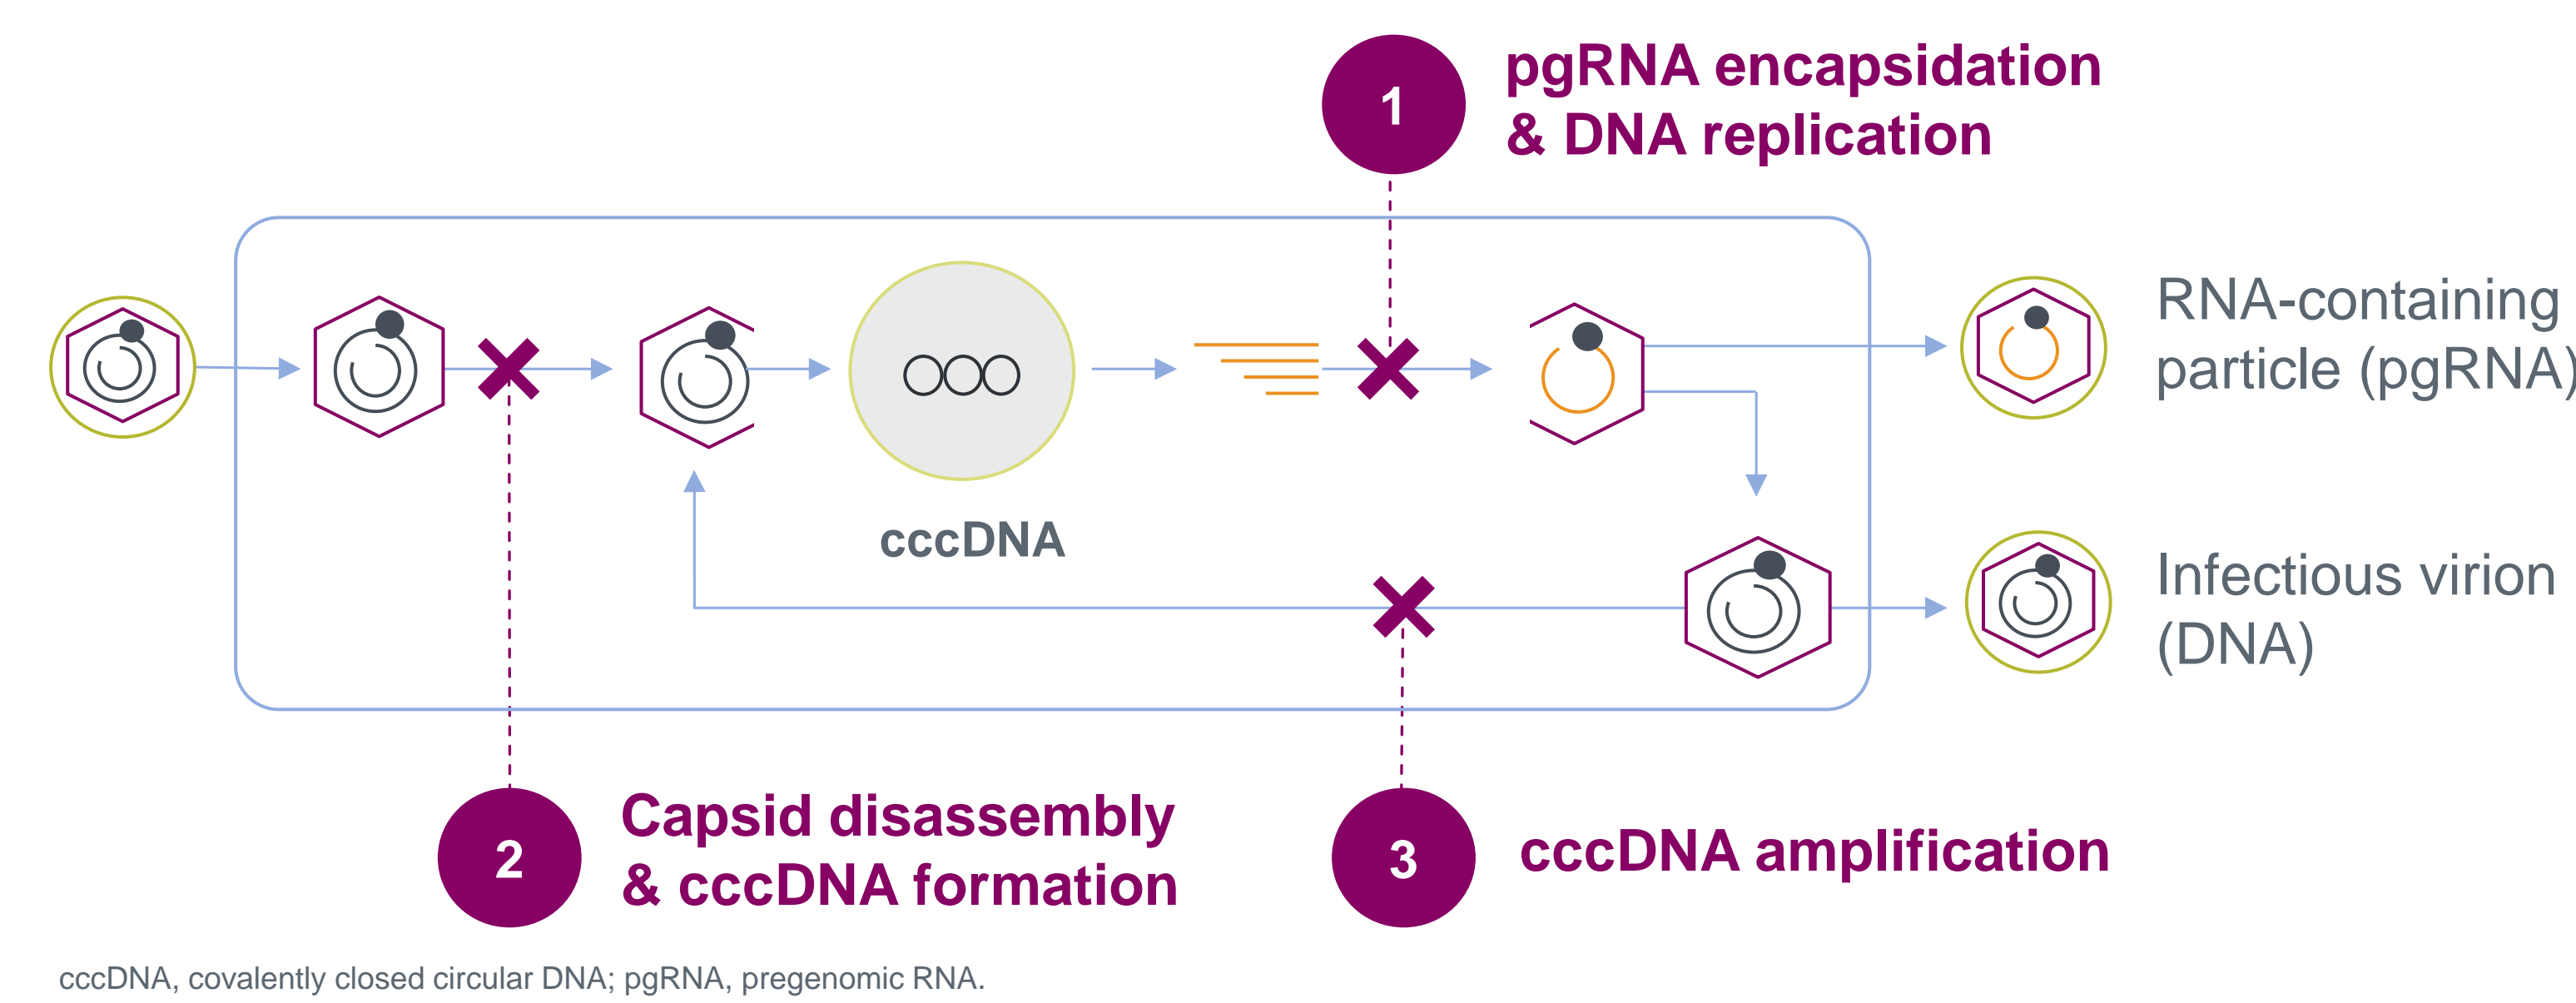 1
pgRNA encapsidation
& DNA replication
RNA-containing
particle (pgRNA)
cccDNA
Infectious virion
(DNA)
2
Capsid disassembly
& cccDNA formation
3
cccDNA amplification
cccDNA, covalently closed circular DNA; pgRNA, pregenomic RNA.